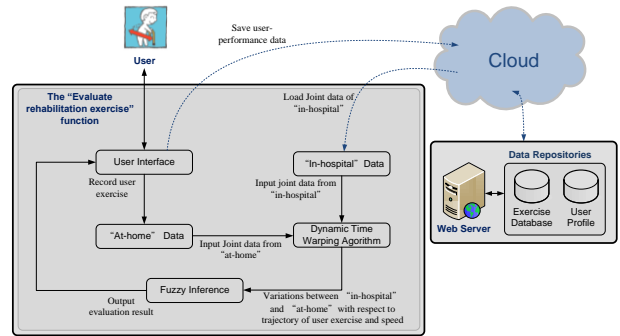 Save user-
performance data
Cloud
User
The “Evaluate
rehabilitation exercise”
function
Load Joint data of
“in-hospital”
User Interface
“In-hospital” Data
Record user
exercise
Input joint data from
“in-hospital”
“At-home” Data
Input Joint data from
“at-home”
Dynamic Time
Warping Algorithm
Fuzzy Inference
Output
evaluation result
Variations between “in-hospital”
and “at-home” with respect to
trajectory of user exercise and speed
Data Repositories
Web Server
Exercise
Database
User
Profile